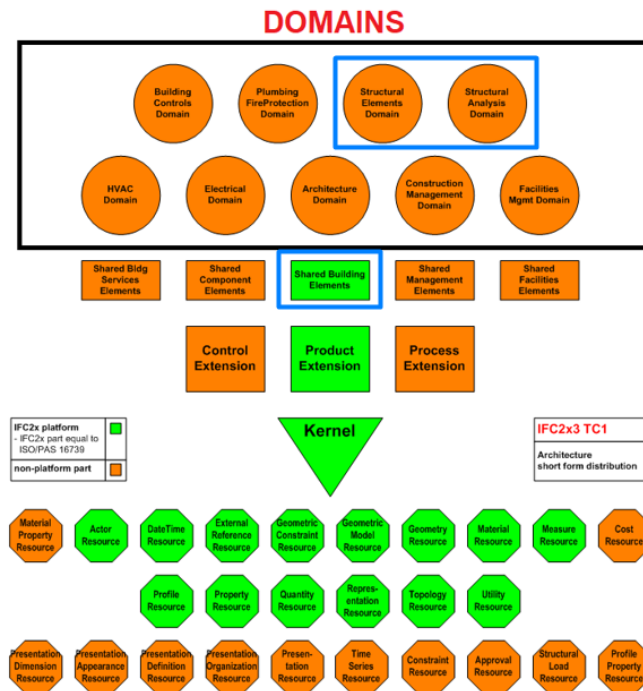 DOMAINS
Building
Controls
Domain
Plumbing
FireProtection
Domain
Structural
Elements
Domain
Structural
Analysis
Domain
HVAC
Domain
Electrical
Domain
Architecture
Domain
Construction
Management
Domain
Facilities
Mgmt Domain
Shared Bldg
Services
Elements
Shared
Component
Elements
Shared Building
Elements
Shared
Management
Elements
Shared
Facilities
Elements
Control
Extension
Product
Extension
Process
Extension
IFC2x platform
- IFC2x part equal to
ISO/PAS 16739
non-platform part
Kernel
IFC2x3 TC1
Architecture
short form distribution
Material
Property
Resource
Actor
Resource
DateTime
Resource
External
Reference
Resource
Geometric
Constraint
Resource
Geometric
Model
Resource
Geometry
Resource
Material
Resource
Measure
Resource
Cost
Resource
Profile
Resource
Property
Resource
Quantity
Resource
Repres-
entation
Resource
Topology
Resource
Utility
Resource
Presentation
Dimension
Resource
Presentation
Appearance
Resource
Presentation
Definition
Resource
Presentation
Organization
Resource
Presen-
tation
Resource
Time
Series
Resource
Constraint
Resource
Approval
Resource
Structural
Load
Resource
Profile
Property
Resource